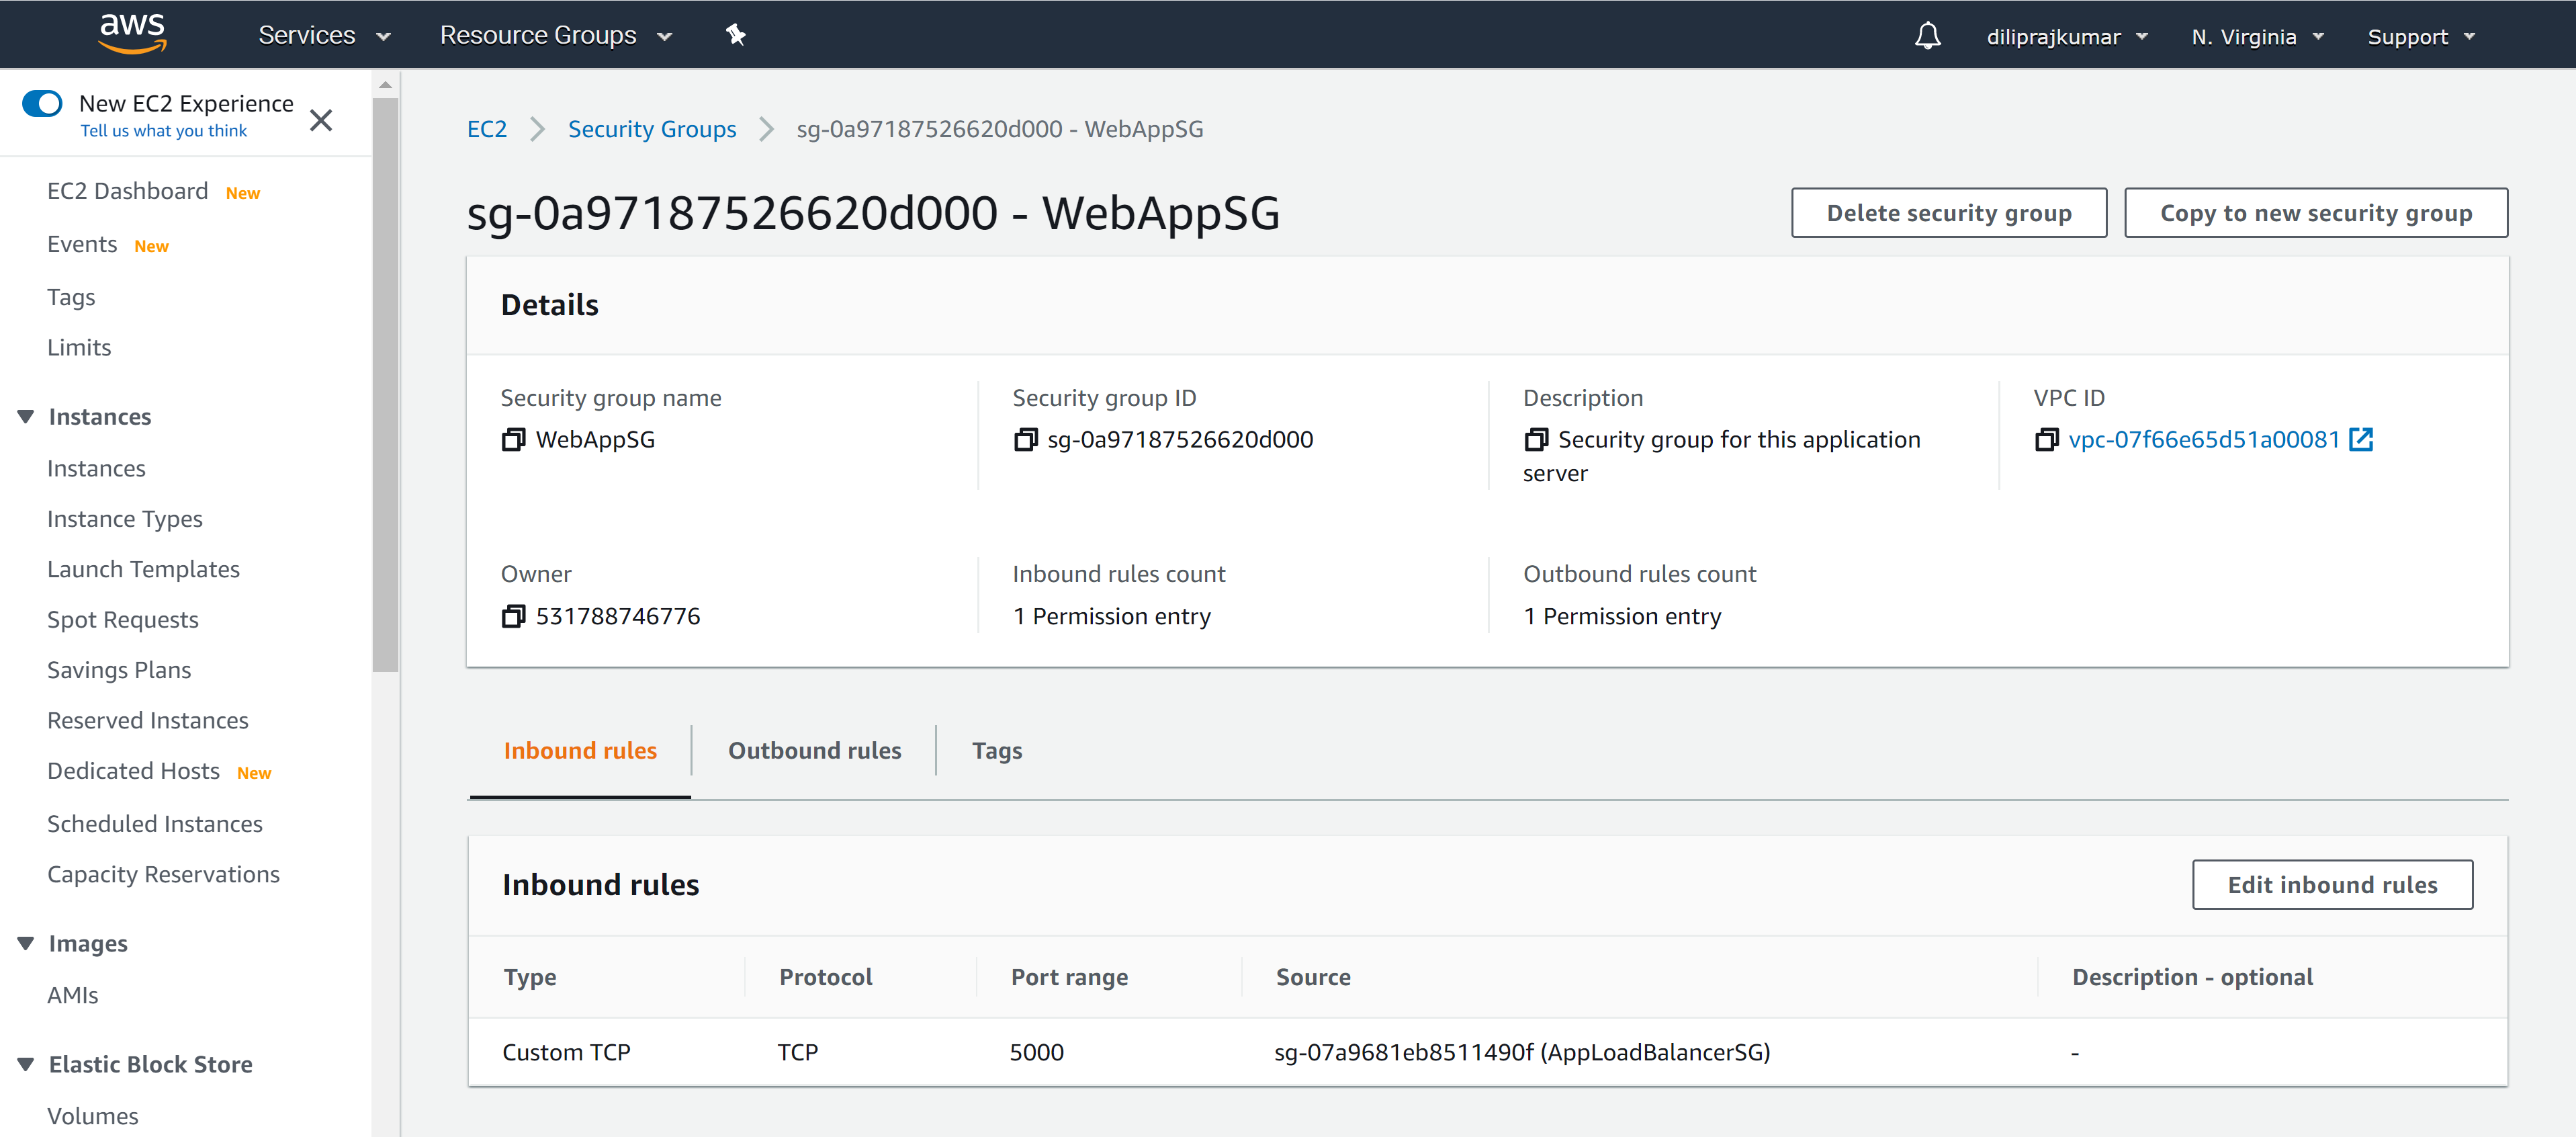 aws Services Resource Groups diliprajkumar N. Virginia Support
New EC2 Experience
Tell us what you think
EC2 Dashboard New
Events New
Tags
Limits
Instances
Instances
Instance Types
Launch Templates
Spot Requests
Savings Plans
Reserved Instances
Dedicated Hosts New
Scheduled Instances
Capacity Reservations
Images
AMIs
Elastic Block Store
Volumes
EC2 Security Groups sg-0a97187526620d000 - WebAppSG
sg-0a97187526620d000 - WebAppSG
Delete security group Copy to new security group
Details
Security group name Security group ID Description VPC ID
WebAppSG sg-0a97187526620d000 Security group for this application vpc-07f66e65d51a00081
server
Owner Inbound rules count Outbound rules count
531788746776 1 Permission entry 1 Permission entry
Inbound rules Outbound rules Tags
Inbound rules Edit inbound rules
Type Protocol Port range Source Description - optional
Custom TCP TCP 5000 sg-07a9681eb8511490f (AppLoadBalancerSG) -